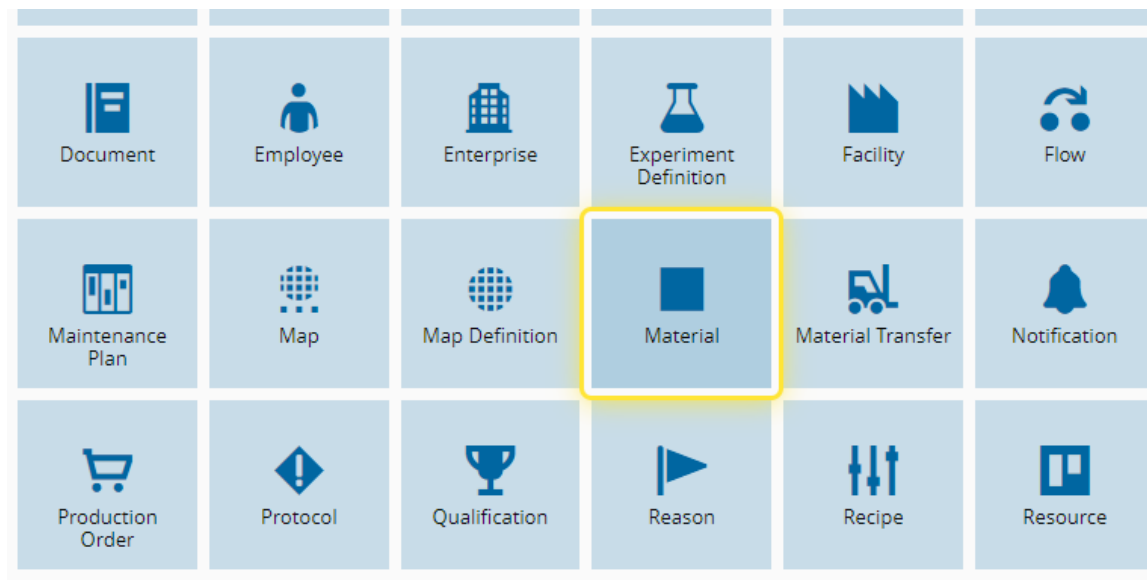 Document
Employee
Enterprise
Experiment
Definition
Facility
Flow
Maintenance
Plan
Map
Map Definition
Material
Material Transfer
Notification
Production
Order
Protocol
Qualification
Reason
Recipe
Resource